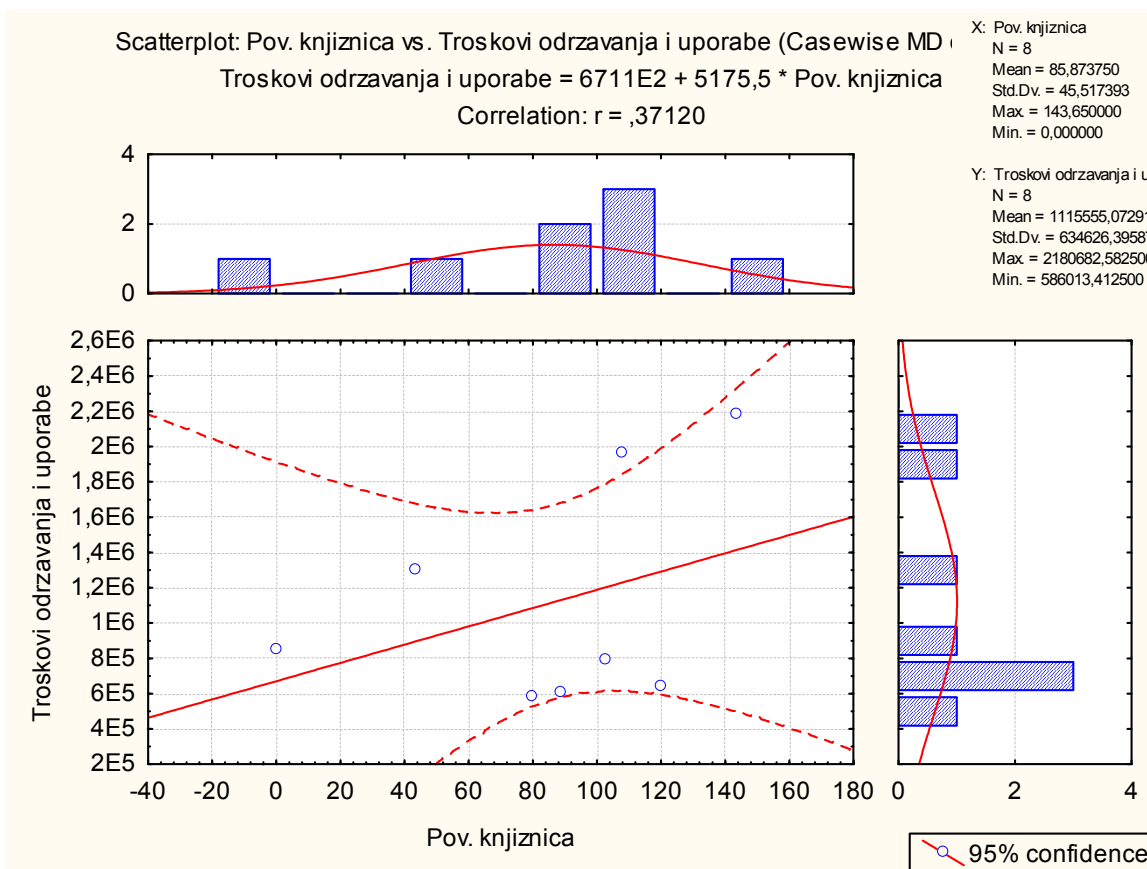 Scatterplot: Pov. knjiznica vs. Troskovi odrzavanja i uporabe (Casewise MD
Troskovi odrzavanja i uporabe = 6711E2 + 5175,5 * Pov. knjiznica
Correlation: r = ,37120
X: Pov. knjiznica
N = 8
Mean = 85,873750
Std.Dv. = 45,517393
Max. = 143,650000
Min. = 0,000000
Y: Troskovi odrzavanja i u
N = 8
Mean = 1115555,07291
Std.Dv. = 634626,39587
Max. = 2180682,582500
Min. = 586013,412500
4
2
0
2,6E6
2,4E6
2,2E6
2E6
1,8E6
1,6E6
1,4E6
1,2E6
1E6
8E5
6E5
4E5
2E5
Troskovi odrzavanja i uporabe
-40 -20 0 20 40 60 80 100 120 140 160 180
Pov. knjiznica
0 2 4
95% confidence